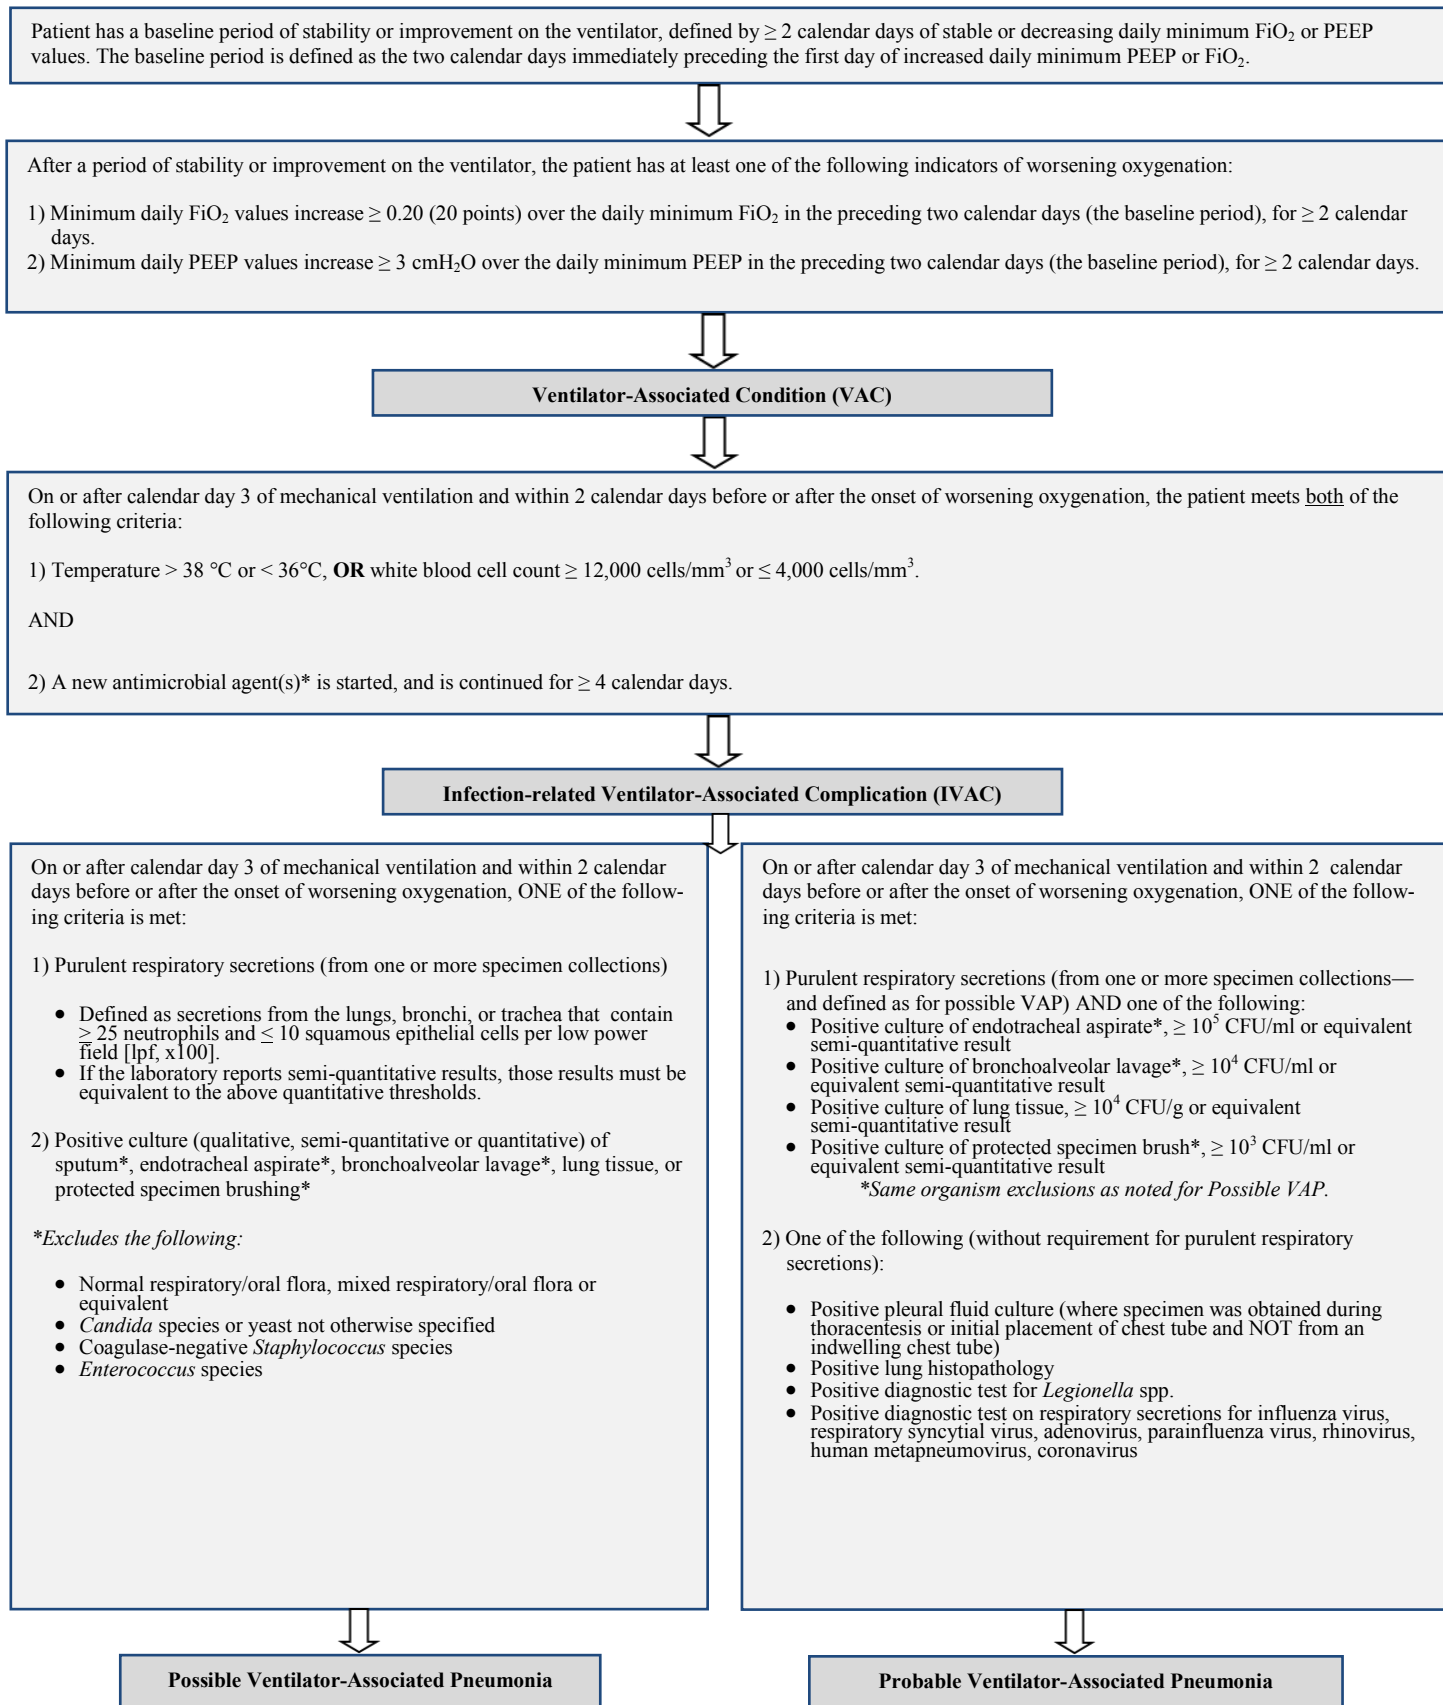 Patient has a baseline period of stability or improvement on the ventilator, defined by ≥ 2 calendar days of stable or decreasing daily minimum FiO₂ or PEEP
values. The baseline period is defined as the two calendar days immediately preceding the first day of increased daily minimum PEEP or FiO₂.
After a period of stability or improvement on the ventilator, the patient has at least one of the following indicators of worsening oxygenation:
1) Minimum daily FiO₂ values increase ≥ 0.20 (20 points) over the daily minimum FiO₂ in the preceding two calendar days (the baseline period), for ≥ 2 calendar
days.
2) Minimum daily PEEP values increase ≥ 3 cmH₂O over the daily minimum PEEP in the preceding two calendar days (the baseline period), for ≥ 2 calendar days.
Ventilator-Associated Condition (VAC)
On or after calendar day 3 of mechanical ventilation and within 2 calendar days before or after the onset of worsening oxygenation, the patient meets both of the
following criteria:
1) Temperature > 38 °C or < 36°C, OR white blood cell count ≥ 12,000 cells/mm³ or ≤ 4,000 cells/mm³.
AND
2) A new antimicrobial agent(s)* is started, and is continued for ≥ 4 calendar days.
Infection-related Ventilator-Associated Complication (IVAC)
On or after calendar day 3 of mechanical ventilation and within 2 calendar
days before or after the onset of worsening oxygenation, ONE of the follow-
ing criteria is met:
1) Purulent respiratory secretions (from one or more specimen collections)
• Defined as secretions from the lungs, bronchi, or trachea that contain
≥ 25 neutrophils and ≤ 10 squamous epithelial cells per low power
field [lpf, x100].
• If the laboratory reports semi-quantitative results, those results must be
equivalent to the above quantitative thresholds.
2) Positive culture (qualitative, semi-quantitative or quantitative) of
sputum*, endotracheal aspirate*, bronchoalveolar lavage*, lung tissue, or
protected specimen brushing*
*Excludes the following:
• Normal respiratory/oral flora, mixed respiratory/oral flora or
equivalent
• Candida species or yeast not otherwise specified
• Coagulase-negative Staphylococcus species
• Enterococcus species
On or after calendar day 3 of mechanical ventilation and within 2 calendar
days before or after the onset of worsening oxygenation, ONE of the follow-
ing criteria is met:
1) Purulent respiratory secretions (from one or more specimen collections—
and defined as for possible VAP) AND one of the following:
• Positive culture of endotracheal aspirate*, ≥ 10⁵ CFU/ml or equivalent
semi-quantitative result
• Positive culture of bronchoalveolar lavage*, ≥ 10⁴ CFU/ml or
equivalent semi-quantitative result
• Positive culture of lung tissue, ≥ 10⁴ CFU/g or equivalent
semi-quantitative result
• Positive culture of protected specimen brush*, ≥ 10³ CFU/ml or
equivalent semi-quantitative result
*Same organism exclusions as noted for Possible VAP.
2) One of the following (without requirement for purulent respiratory
secretions):
• Positive pleural fluid culture (where specimen was obtained during
thoracentesis or initial placement of chest tube and NOT from an
indwelling chest tube)
• Positive lung histopathology
• Positive diagnostic test for Legionella spp.
• Positive diagnostic test on respiratory secretions for influenza virus,
respiratory syncytial virus, adenovirus, parainfluenza virus, rhinovirus,
human metapneumovirus, coronavirus
Possible Ventilator-Associated Pneumonia
Probable Ventilator-Associated Pneumonia